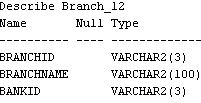 Describe Branch_12
Name Null Type
---------- ---- -------------
BRANCHID VARCHAR2(3)
BRANCHNAME VARCHAR2(100)
BANKID VARCHAR2(3)